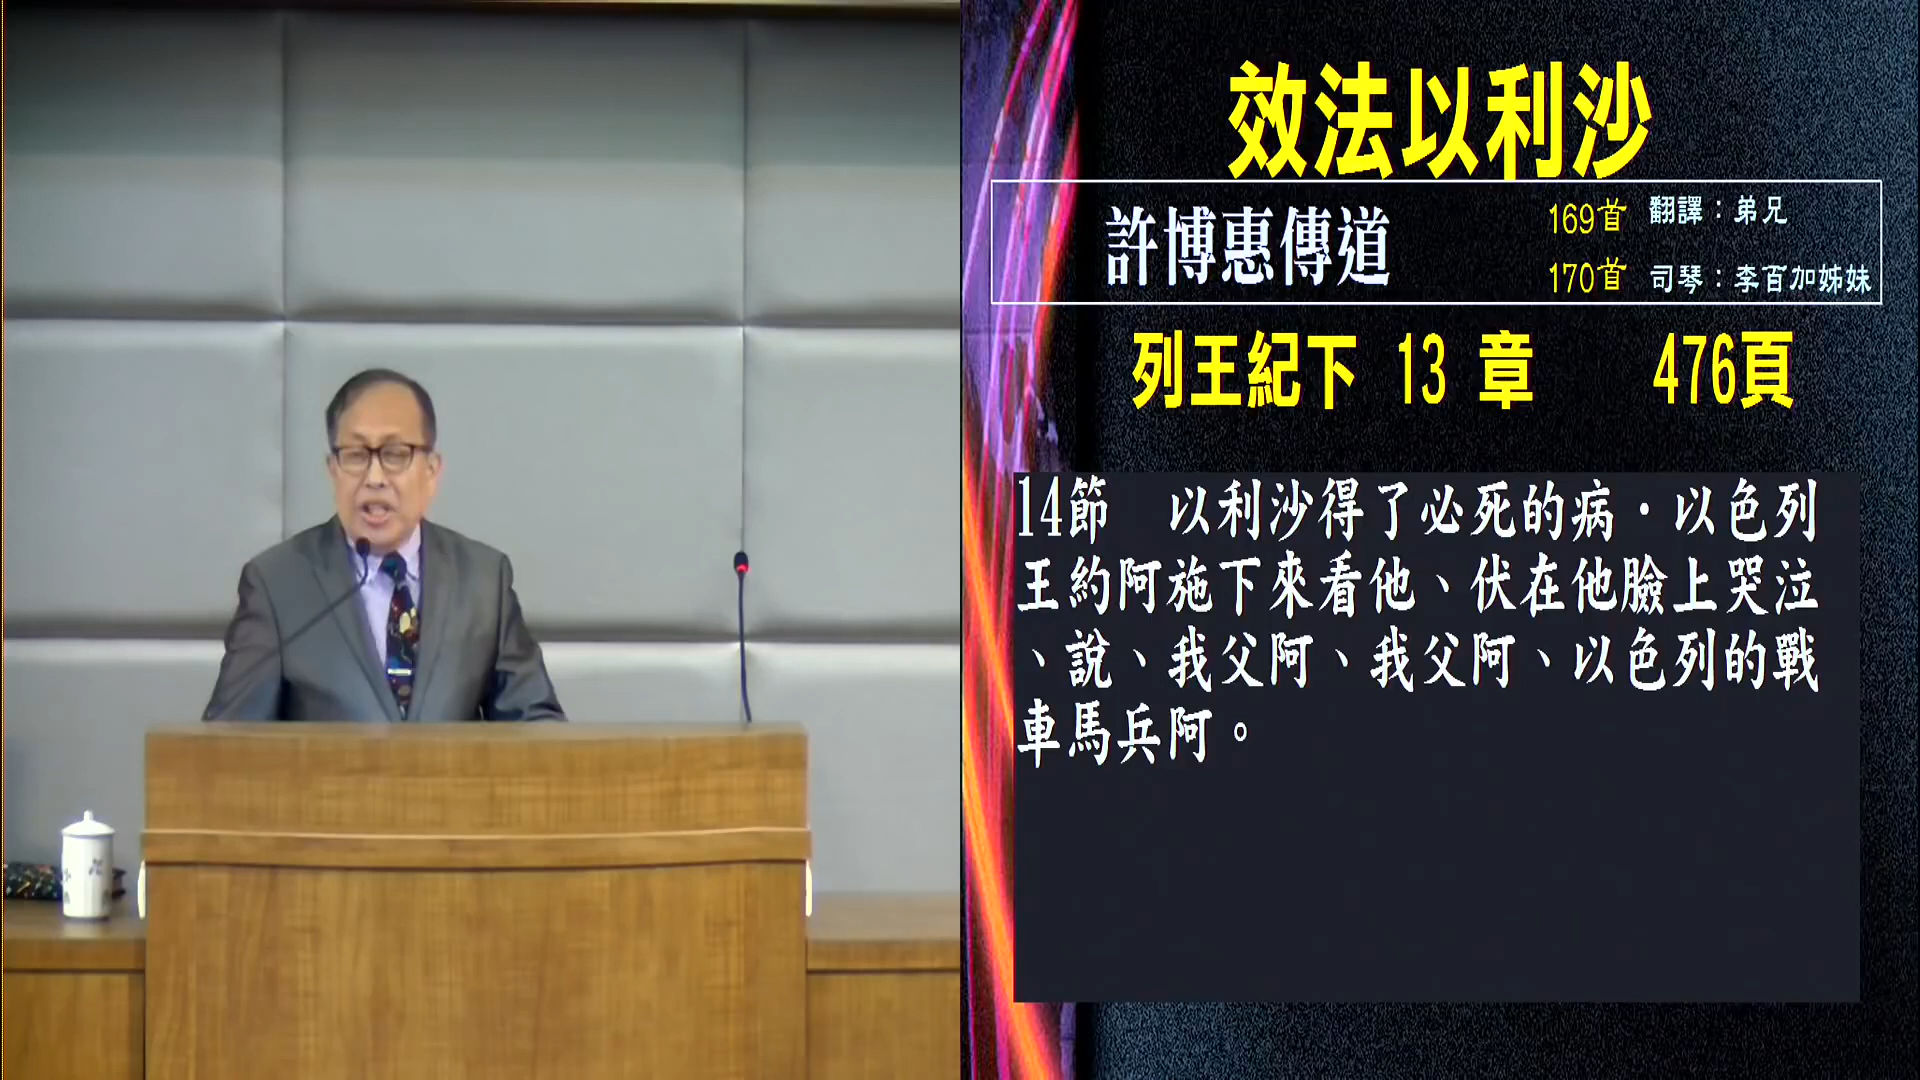 效法以利沙
許博惠傳道
169首 翻譯：弟兄
170首 司琴：李百加姊妹
列王紀下 13 章 476頁
14節　以利沙得了必死的病．以色列
王約阿施下來看他、伏在他臉上哭泣
、說、我父阿、我父阿、以色列的戰
車馬兵阿。